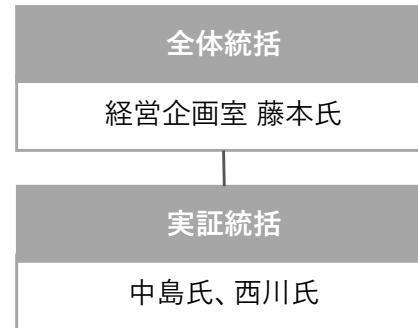 全体統括
経営企画室 藤本氏
実証統括
中島氏、西川氏